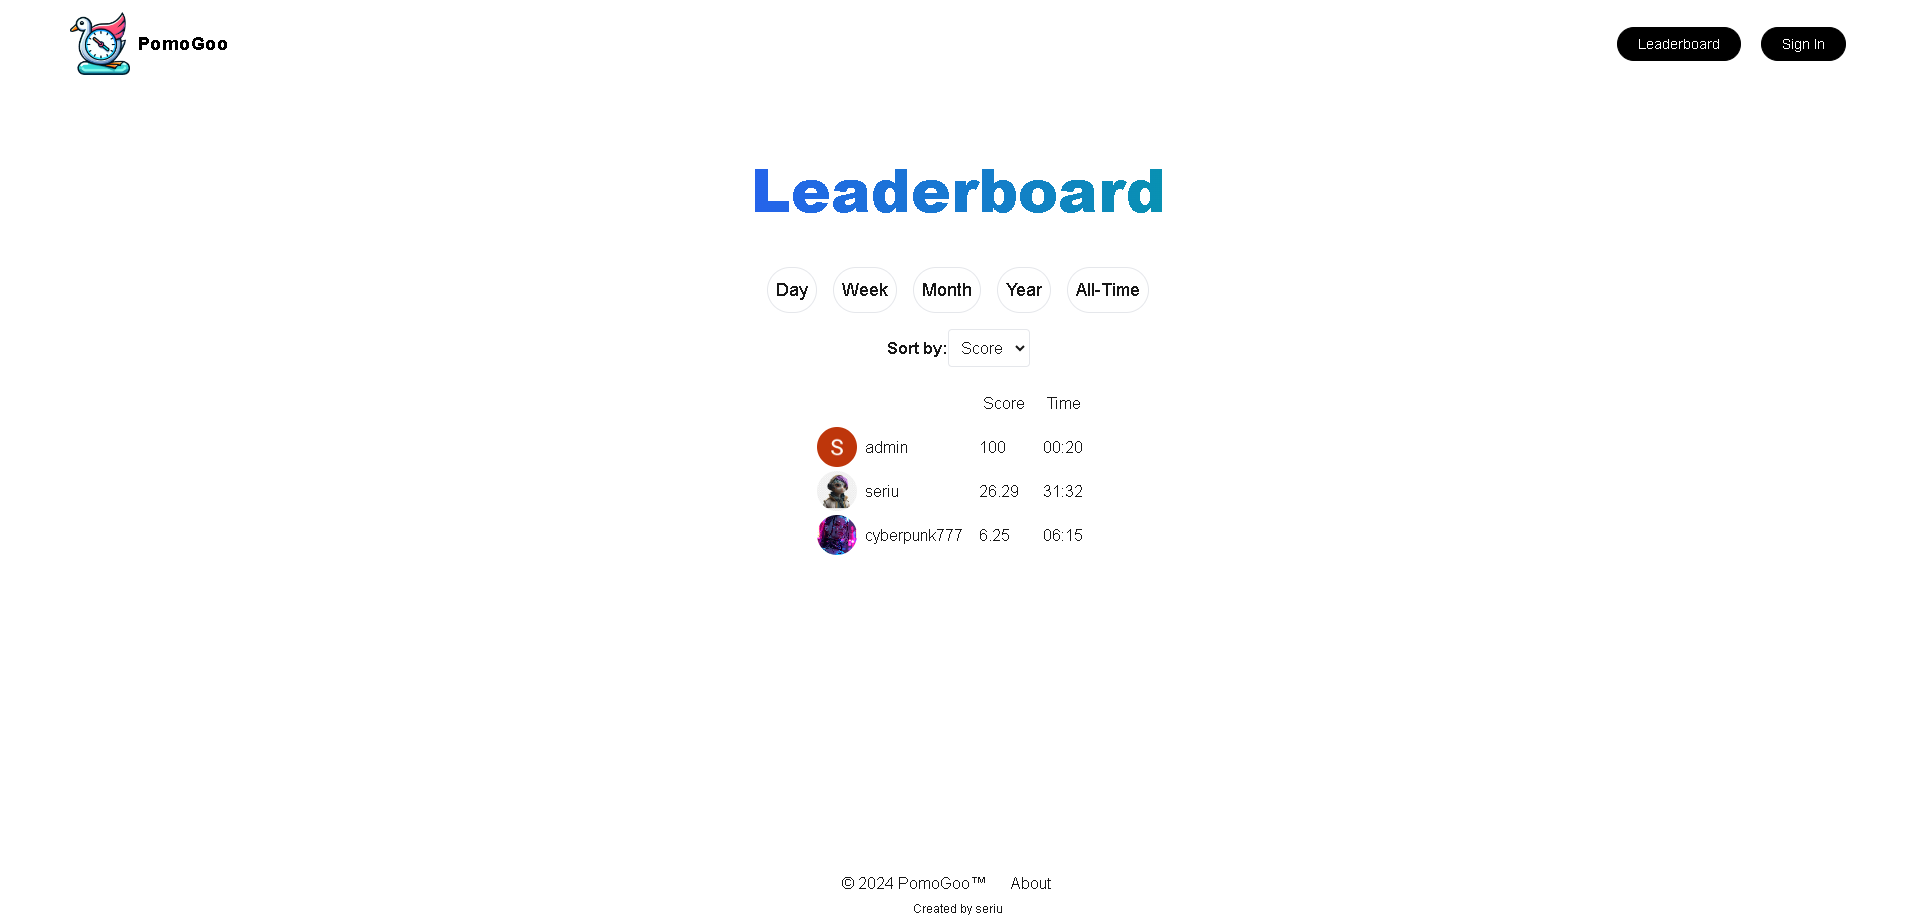 PomoGoo
Leaderboard
Sign In
Leaderboard
Day Week Month Year All-Time
Sort by: Score
Score Time
S admin 100 00:20
seriu 26.29 31:32
cyberpunk777 6.25 06:15
© 2024 PomoGoo™ About
Created by seriu